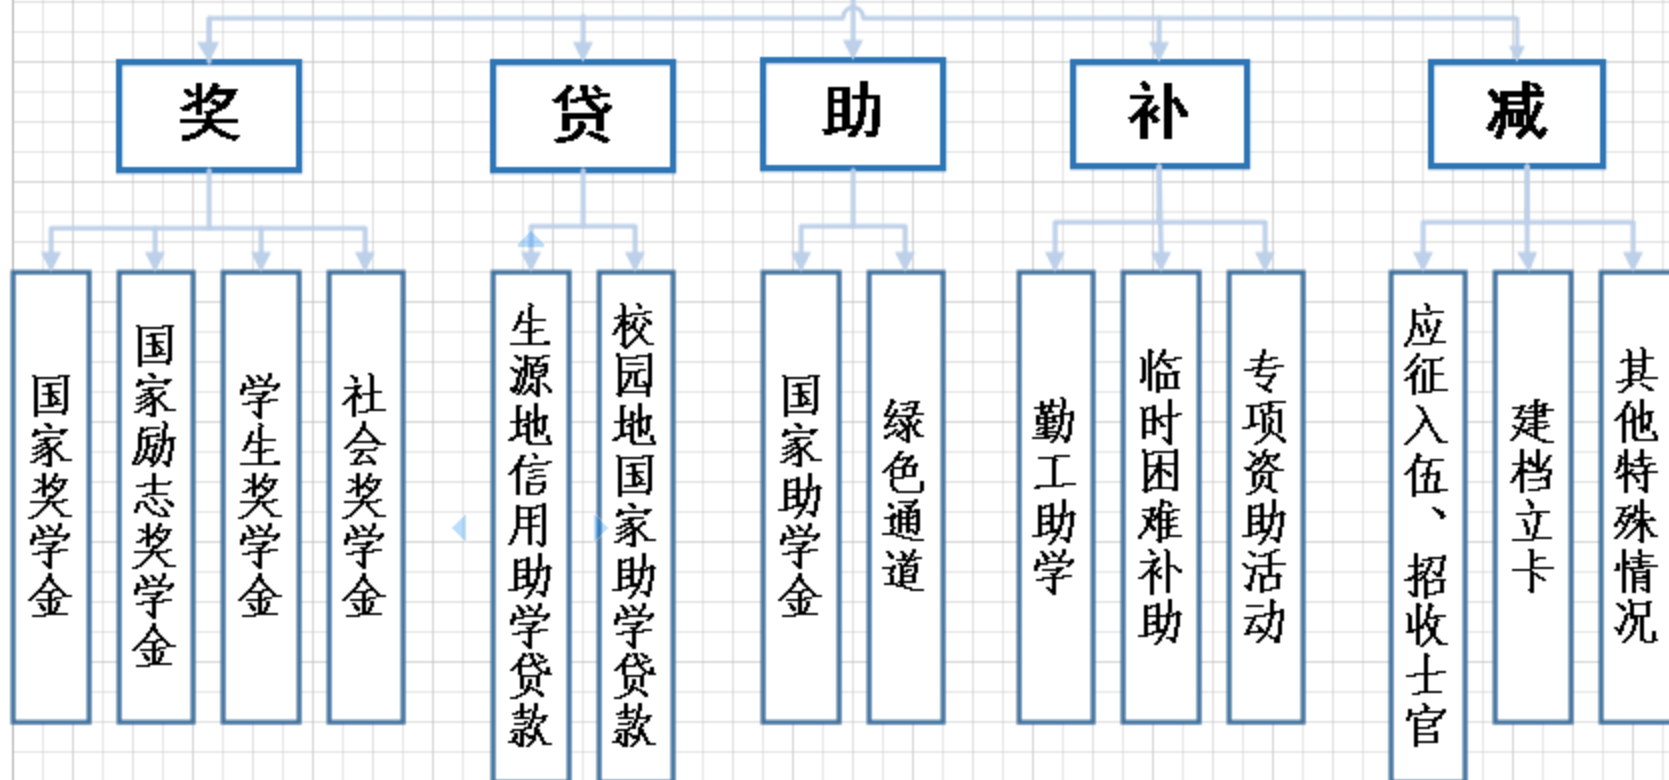 奖
贷
助
补
减
国家奖学金
国家励志奖学金
学生奖学金
社会奖学金
生源地信用助学贷款
校园地国家助学贷款
国家助学金
绿色通道
勤工助学
临时困难补助
专项资助活动
应征入伍、招收士官
建档立卡
其他特殊情况